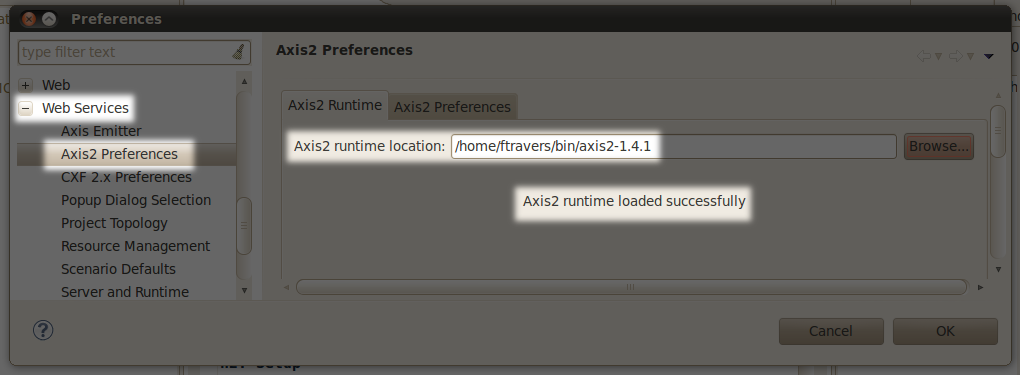 Preferences
type filter text
Web
Web Services
Axis Emitter
Axis2 Preferences
CXF 2.x Preferences
Popup Dialog Selection
Project Topology
Resource Management
Scenario Defaults
Server and Runtime
Axis2 Preferences
Axis2 Runtime
Axis2 Preferences
Axis2 runtime location: /home/ftravers/bin/axis2-1.4.1
Browse...
Axis2 runtime loaded successfully
?
Cancel
OK